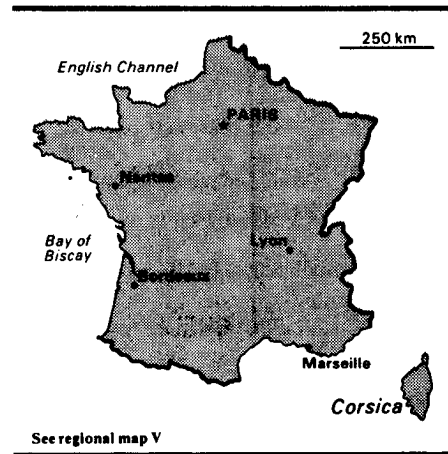 250 km
English Channel
PARIS
Nantes
Bay of
Biscay
Lyon
Bordeaux
Marseille
Corsica
See regional map V